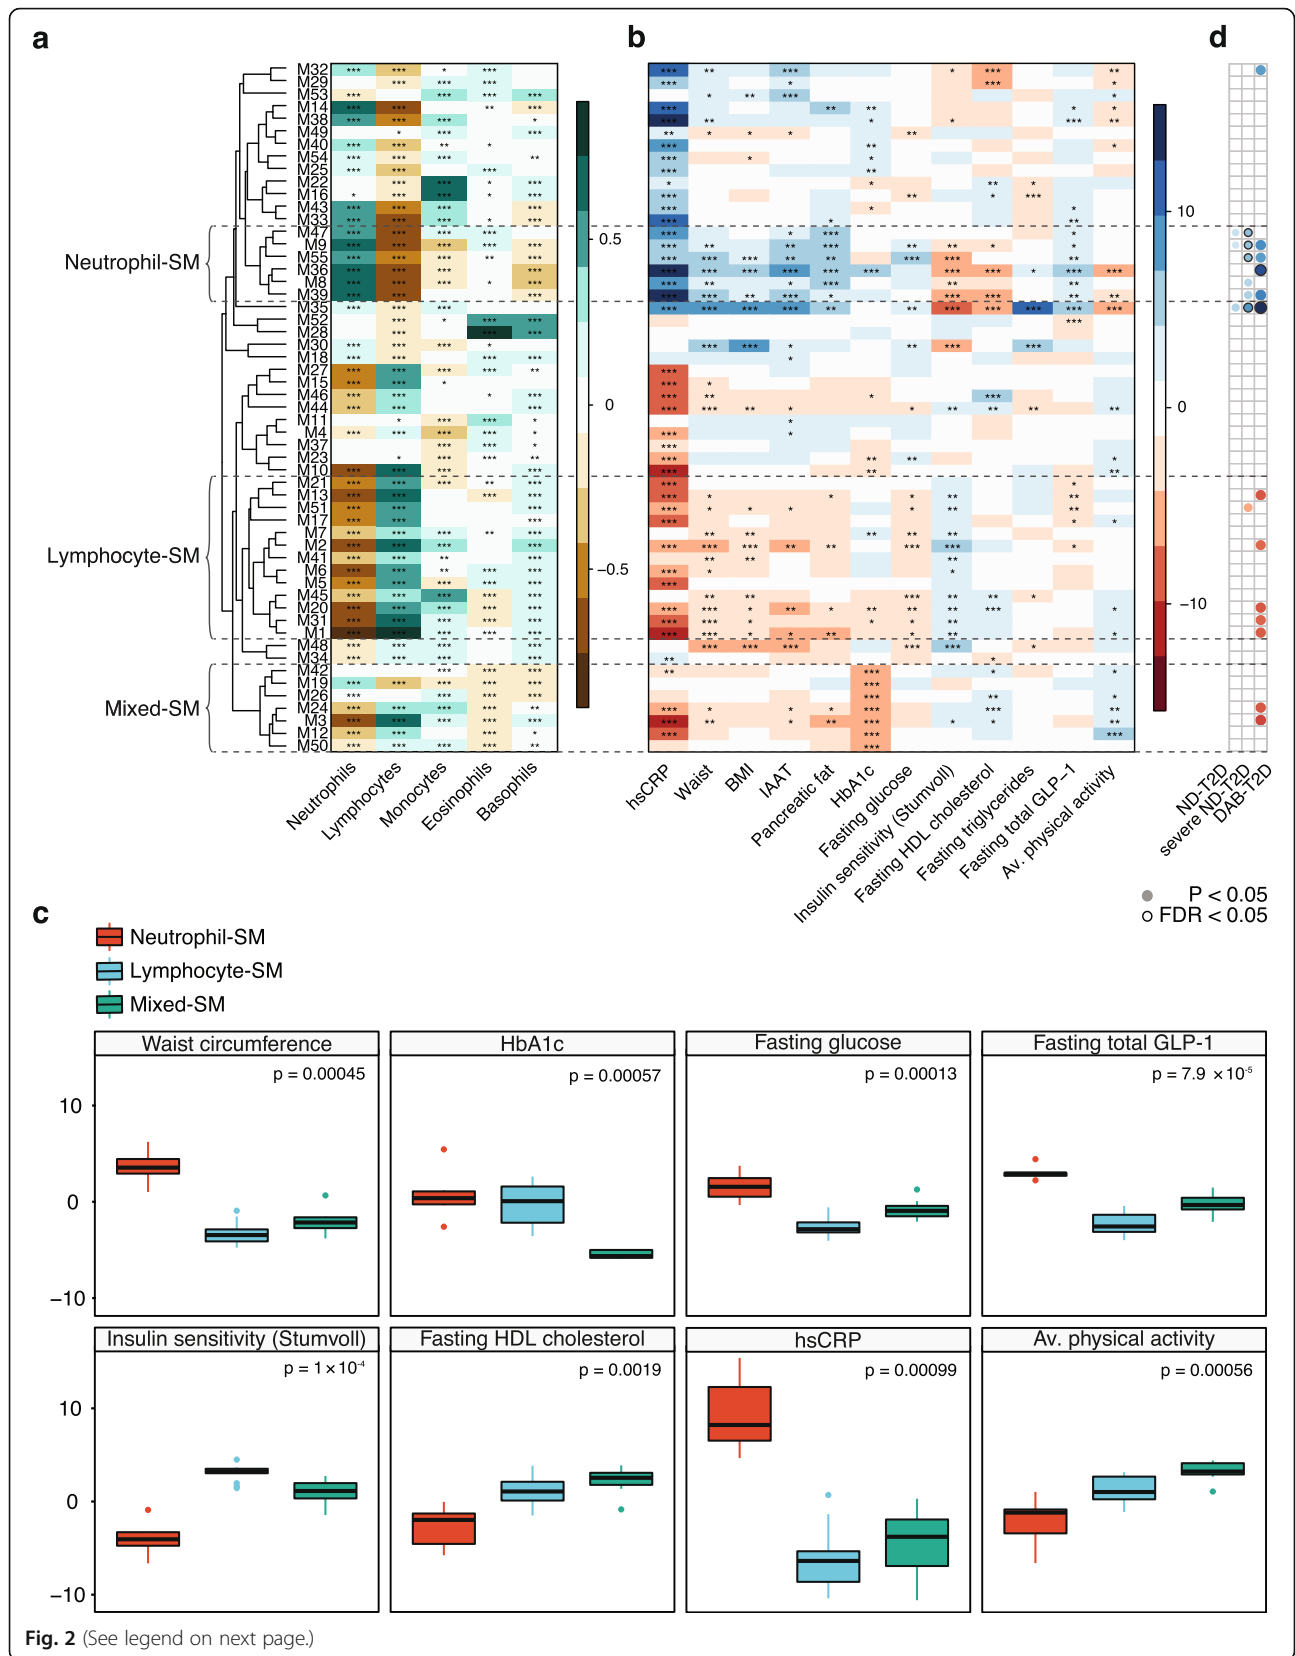 a
b
d
M32
M29
M53
M14
M38
M49
M40
M54
M25
M22
M16
M43
M33
M47
M9
M55
M36
M8
M39
M35
M52
M28
M30
M18
M27
M15
M46
M44
M11
M4
M37
M23
M10
M21
M13
M51
M17
M7
M2
M41
M6
M5
M45
M20
M31
M1
M48
M34
M42
M19
M26
M24
M3
M12
M50
Neutrophil-SM
Lymphocyte-SM
Mixed-SM
0.5
0
−0.5
10
0
−10
Neutrophils
Lymphocytes
Monocytes
Eosinophils
Basophils
hsCRP
Waist
BMI
IAAT
Pancreatic fat
HbA1c
Fasting glucose
Insulin sensitivity (Stumvoll)
Fasting HDL cholesterol
Fasting triglycerides
Fasting total GLP−1
Av. physical activity
ND-T2D
severe ND-T2D
DAB-T2D
P < 0.05
FDR < 0.05
c
Neutrophil-SM
Lymphocyte-SM
Mixed-SM
Waist circumference
HbA1c
Fasting glucose
Fasting total GLP-1
p = 0.00045
p = 0.00057
p = 0.00013
p = 7.9 ×10⁻⁵
10
0
−10
Insulin sensitivity (Stumvoll)
Fasting HDL cholesterol
hsCRP
Av. physical activity
p = 1×10⁻⁴
p = 0.0019
p = 0.00099
p = 0.00056
10
0
−10
Fig. 2 (See legend on next page.)